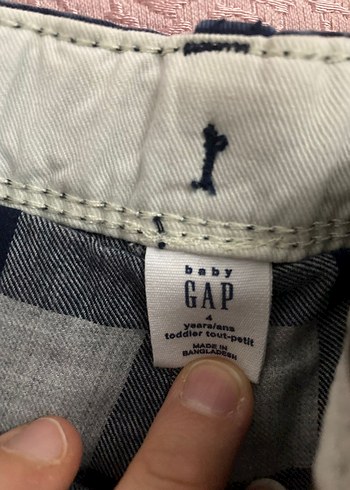 baby
GAP
4
years/ans
toddler tout-petit
MADE IN
BANGLADESH